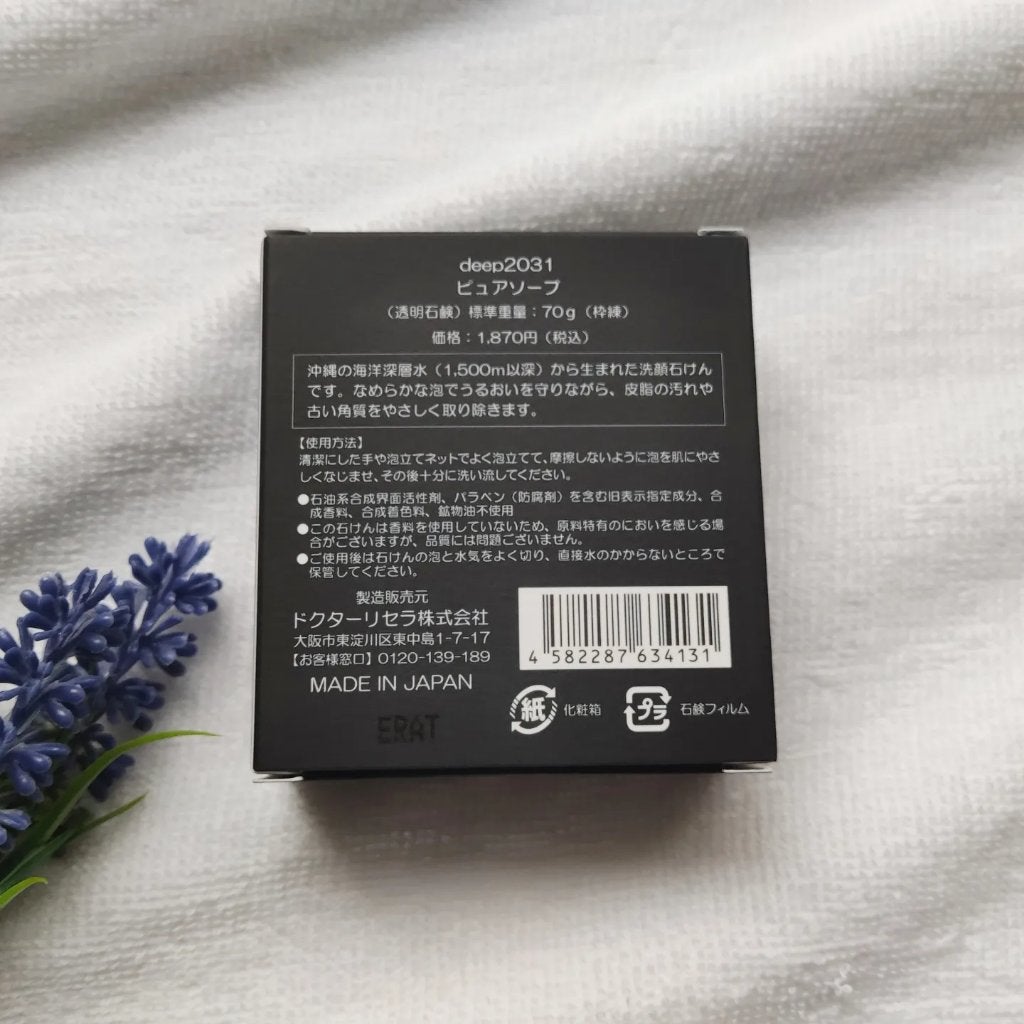 deep2031
ピュアソープ
（透明石鹸）標準重量：70g（枠練）
価格：1,870円（税込）
沖縄の海洋深層水（1,500m以深）から生まれた洗顔石けん
です。なめらかな泡でうるおいを守りながら、皮脂の汚れや
古い角質をやさしく取り除きます。
【使用方法】
清潔にした手や泡立てネットでよく泡立てて、摩擦しないように泡を肌にやさ
しくなじませ、その後十分に洗い流してください。
●石油系合成界面活性剤、パラベン（防腐剤）を含む旧表示指定成分、合
成香料、合成着色料、鉱物油不使用
●この石けんは香料を使用していないため、原料特有のにおいを感じる場
合がございますが、品質には問題ございません。
●ご使用後は石けんの泡と水気をよく切り、直接水のかからないところで
保管してください。
製造販売元
ドクターリセラ株式会社
大阪市東淀川区東中島1-7-17
【お客様窓口】0120-139-189
MADE IN JAPAN
ERAT
4 582287 634131
紙 化粧箱
プラ 石鹸フィルム